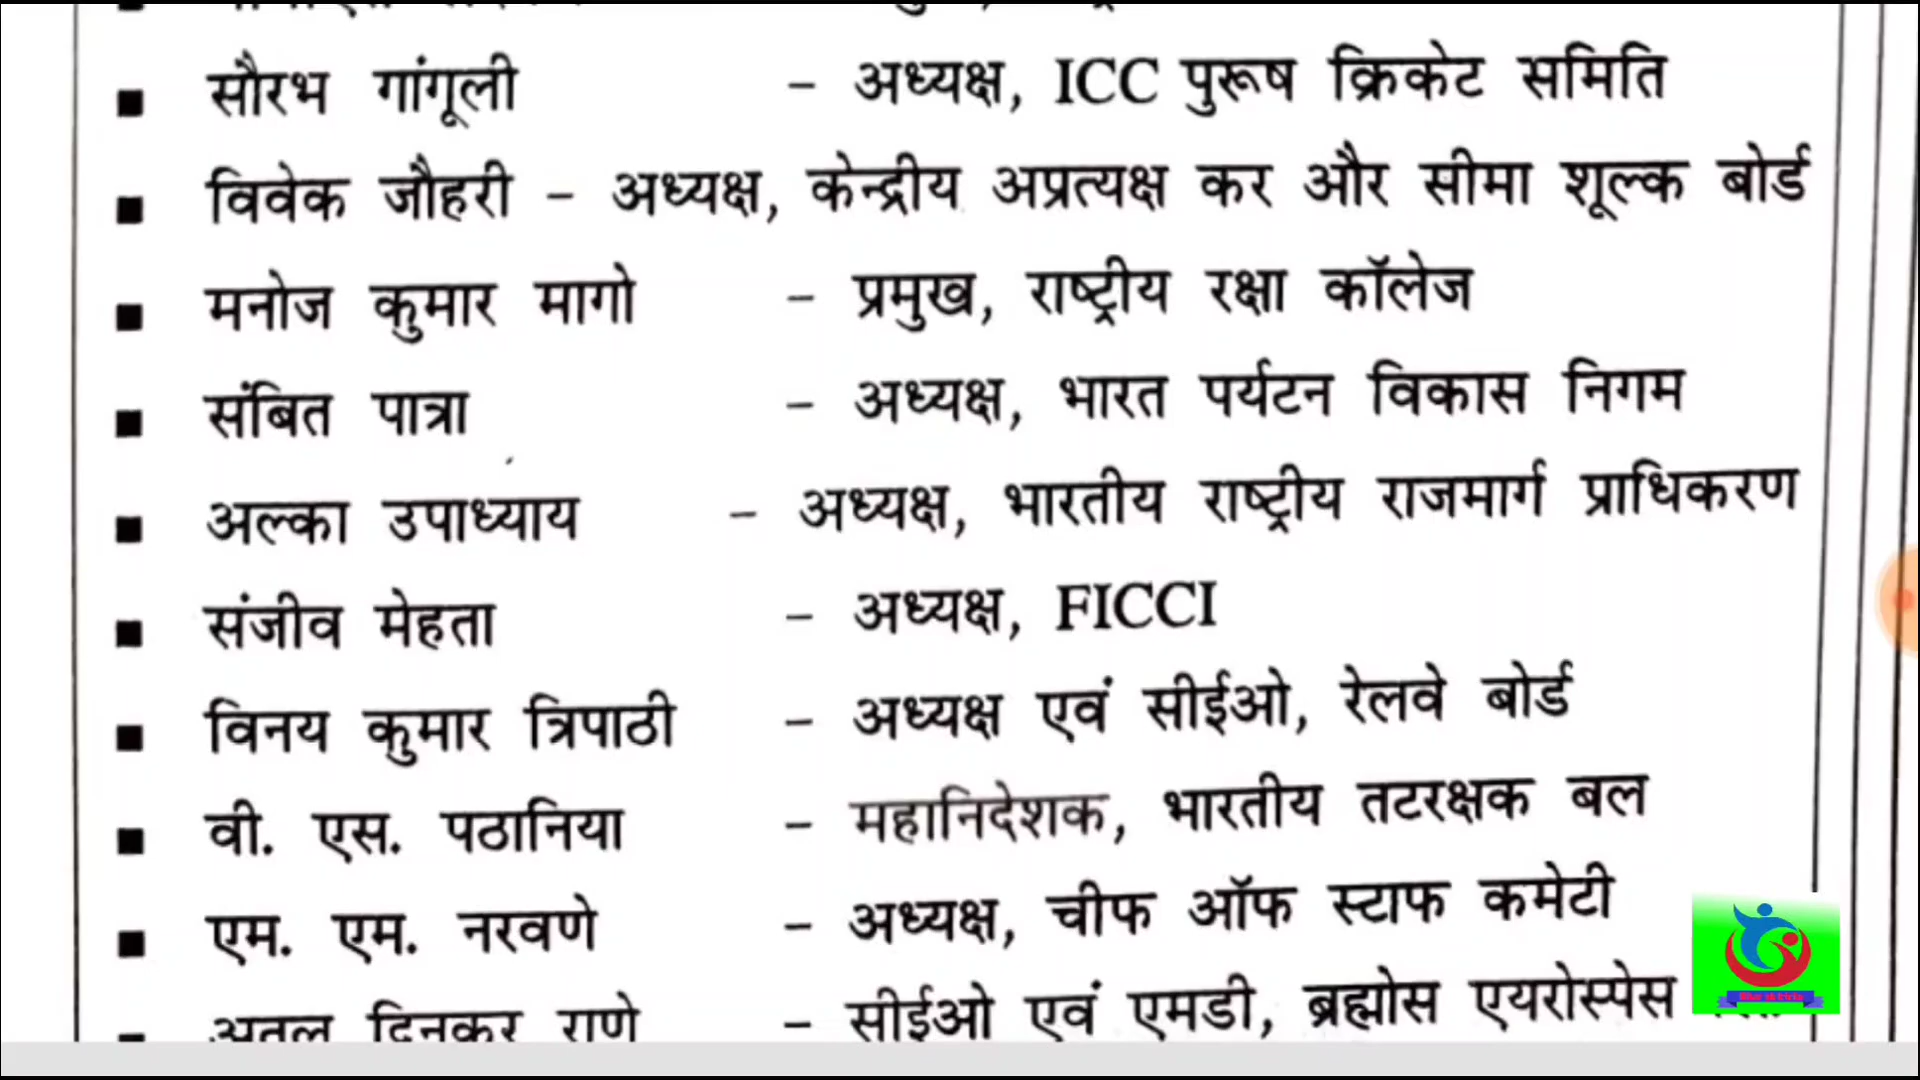 सौरभ गांगूली – अध्यक्ष, ICC पुरूष क्रिकेट समिति
विवेक जौहरी – अध्यक्ष, केन्द्रीय अप्रत्यक्ष कर और सीमा शूल्क बोर्ड
मनोज कुमार मागो – प्रमुख, राष्ट्रीय रक्षा कॉलेज
संबित पात्रा – अध्यक्ष, भारत पर्यटन विकास निगम
अल्का उपाध्याय – अध्यक्ष, भारतीय राष्ट्रीय राजमार्ग प्राधिकरण
संजीव मेहता – अध्यक्ष, FICCI
विनय कुमार त्रिपाठी – अध्यक्ष एवं सीईओ, रेलवे बोर्ड
वी. एस. पठानिया – महानिदेशक, भारतीय तटरक्षक बल
एम. एम. नरवणे – अध्यक्ष, चीफ ऑफ स्टाफ कमेटी
अतुल दिनकर राणे – सीईओ एवं एमडी, ब्रह्मोस एयरोस्पेस